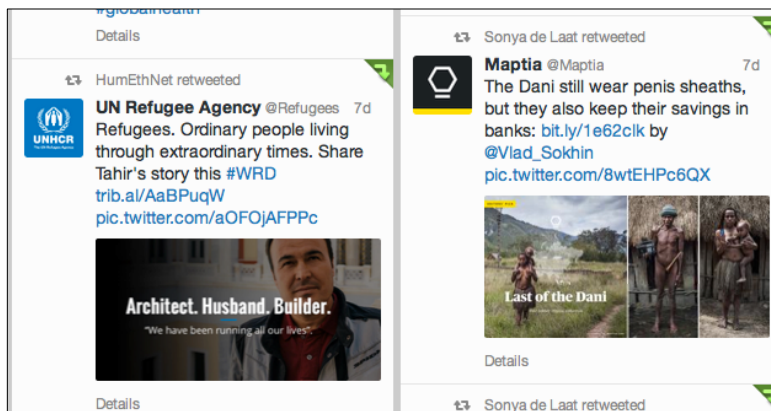 #globalhealth
Details
HumEthNet retweeted
UNHCR
UN Refugee Agency @Refugees 7d
Refugees. Ordinary people living
through extraordinary times. Share
Tahir's story this #WRD
trib.al/AaBPuqW
pic.twitter.com/aOFOjAFPPc
Architect. Husband. Builder.
"We have been running all our lives".
Details
Sonya de Laat retweeted
Maptia @Maptia 7d
The Dani still wear penis sheaths,
but they also keep their savings in
banks: bit.ly/1e62clk by
@Vlad_Sokhin
pic.twitter.com/8wtEHPc6QX
Last of the Dani
Details
Sonya de Laat retweeted